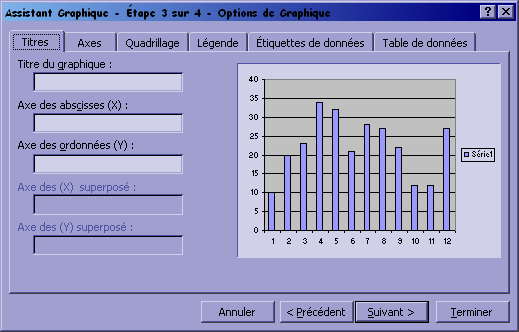 Assistant Graphique - Étape 3 sur 4 - Options de Graphique
Titres Axes Quadrillage Légende Étiquettes de données Table de données
Titre du graphique :
Axe des abscisses (X) :
Axe des ordonnées (Y) :
Axe des (X) superposé :
Axe des (Y) superposé :
40
35
30
25
20
15
10
5
0
1 2 3 4 5 6 7 8 9 10 11 12
Série1
Annuler < Précédent Suivant > Terminer